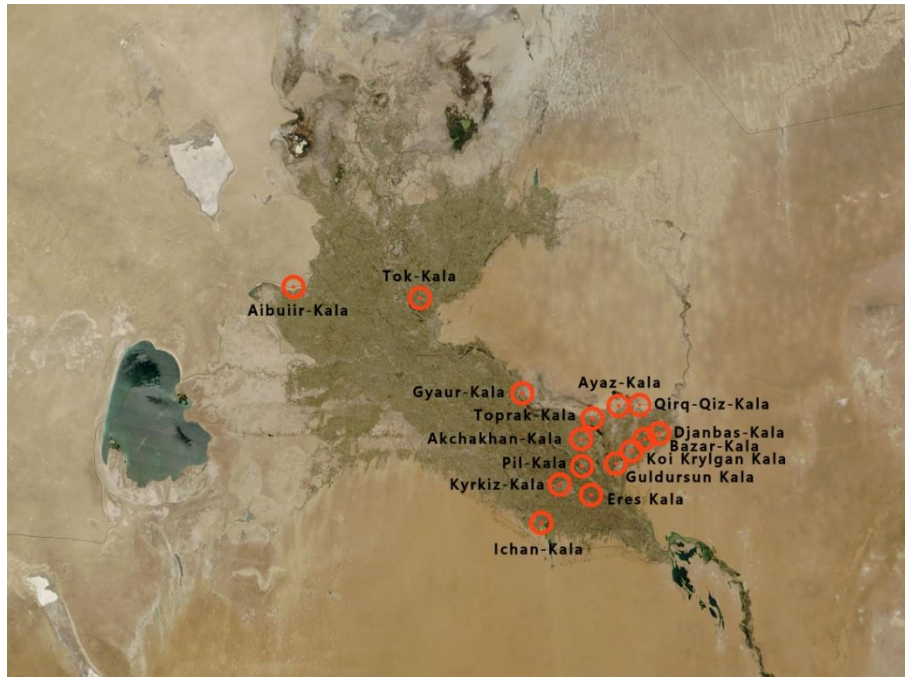 Tok-Kala
Aibuiir-Kala
Ayaz-Kala
Gyaur-Kala
Qirq-Qiz-Kala
Toprak-Kala
Djanbas-Kala
Akchakhan-Kala
Bazar-Kala
Koi Krylgan Kala
Pil-Kala
Guldursun Kala
Kyrkiz-Kala
Eres Kala
Ichan-Kala